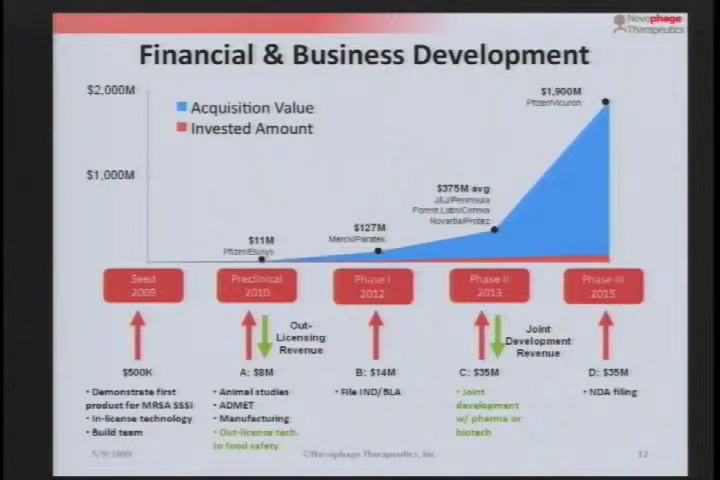 Novophage
Therapeutics
Financial & Business Development
$2,000M
$1,000M
Acquisition Value
Invested Amount
$1,900M
Pfizer/Vicuron
$375M avg
J&J/Peninsula
Forest Labs/Cerexa
Novartis/Protez
$127M
Merck/Paratek
$11M
Pfizer/Elusys
Seed
2009
Preclinical
2010
Phase I
2012
Phase II
2013
Phase III
2015
Out-
Licensing
Revenue
Joint
Development
Revenue
$500K
A: $8M
B: $14M
C: $35M
D: $35M
• Demonstrate first
product for MRSA SSSI
• In-license technology
• Build team
• Animal studies
• ADMET
• Manufacturing
• Out-license tech.
to food safety
• File IND/BLA
• Joint
development
w/ pharma or
biotech
• NDA filing
5/9/2009
©Novophage Therapeutics, Inc.
12